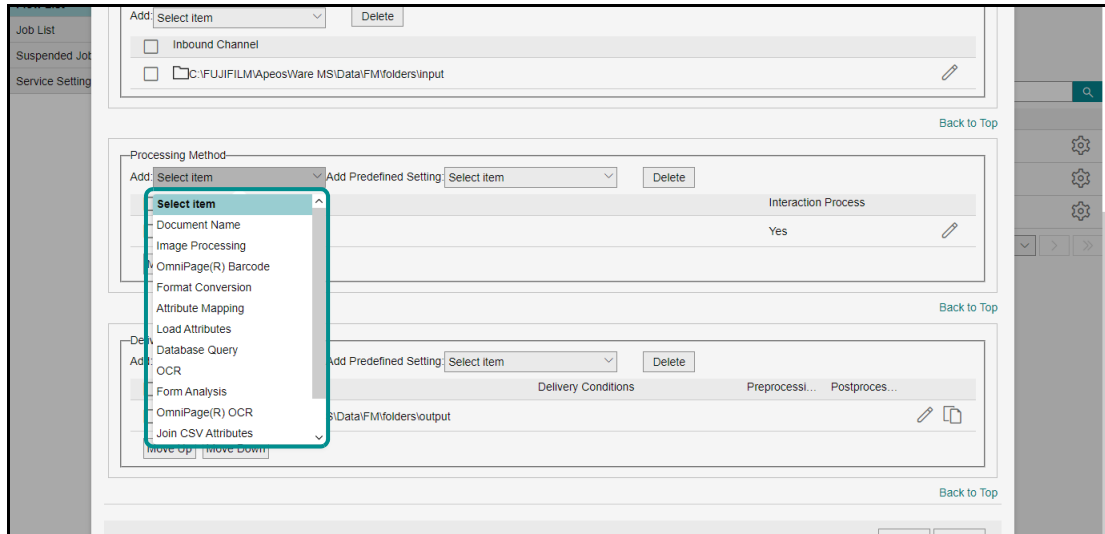 Job List
Suspended Job
Service Setting
Add: Select item Delete
Inbound Channel
C:\FUJIFILM\ApeosWare MS\Data\FM\folders\input
Back to Top
Processing Method
Add: Select item Add Predefined Setting: Select item Delete
Select item
Document Name
Image Processing
OmniPage(R) Barcode
Format Conversion
Attribute Mapping
Load Attributes
Database Query
OCR
Form Analysis
OmniPage(R) OCR
Join CSV Attributes
Interaction Process
Yes
Back to Top
Add Predefined Setting: Select item Delete
Delivery Conditions Preprocessi... Postproces...
S\Data\FM\folders\output
Move Up Move Down
Back to Top